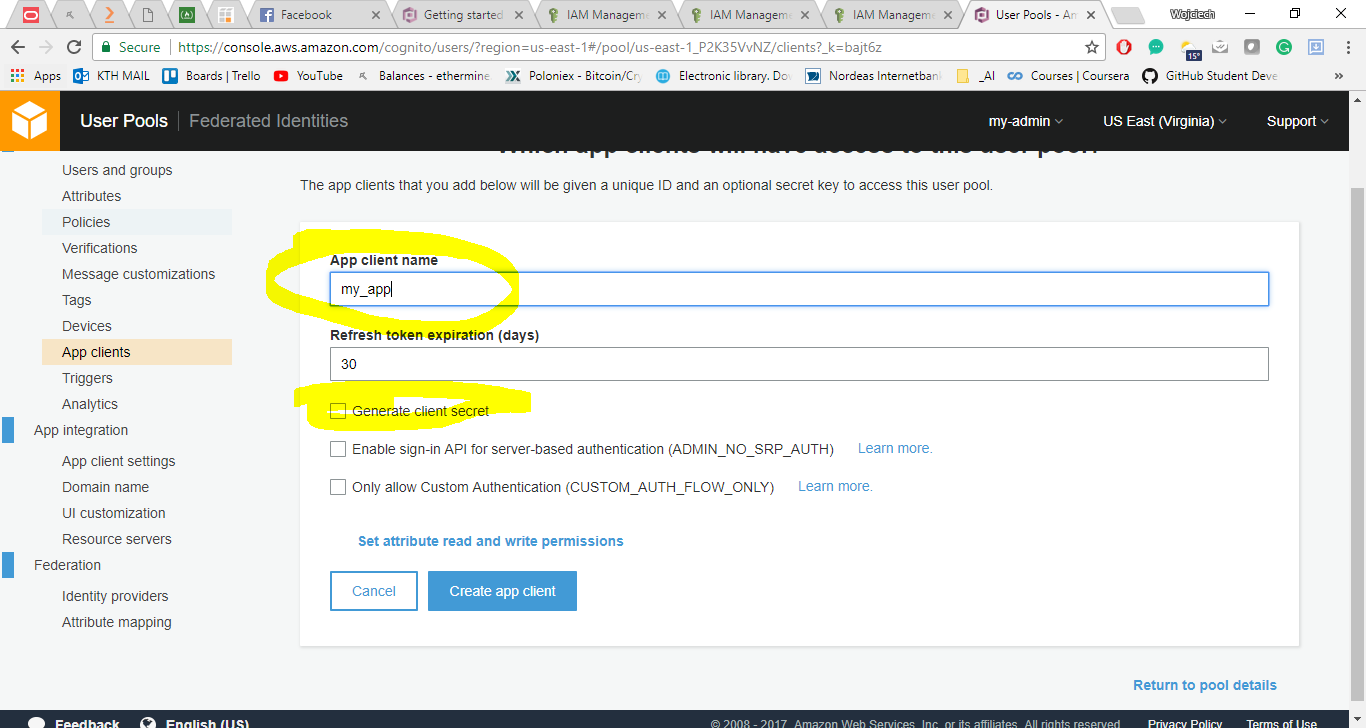 Facebook
Getting started
IAM Managem
IAM Managem
IAM Managem
User Pools - Am
Wojciech
Secure
https://console.aws.amazon.com/cognito/users/?region=us-east-1#/pool/us-east-1_P2K35VvNZ/clients?_k=bajt6z
15°
Apps
KTH MAIL
Boards | Trello
YouTube
Balances - ethermine.
Poloniex - Bitcoin/Cry
Electronic library. Dov
Nordeas Internetbank
_AI
Courses | Coursera
GitHub Student Deve
»
User Pools
Federated Identities
my-admin
US East (Virginia)
Support
Users and groups
Attributes
Policies
Verifications
Message customizations
Tags
Devices
App clients
Triggers
Analytics
App integration
App client settings
Domain name
UI customization
Resource servers
Federation
Identity providers
Attribute mapping
Which app clients will have access to this user pool?
The app clients that you add below will be given a unique ID and an optional secret key to access this user pool.
App client name
my_app
Refresh token expiration (days)
30
Generate client secret
Enable sign-in API for server-based authentication (ADMIN_NO_SRP_AUTH) Learn more.
Only allow Custom Authentication (CUSTOM_AUTH_FLOW_ONLY) Learn more.
Set attribute read and write permissions
Cancel
Create app client
Return to pool details
Feedback
English (US)
© 2008 - 2017, Amazon Web Services, Inc. or its affiliates. All rights reserved.
Privacy Policy
Terms of Use